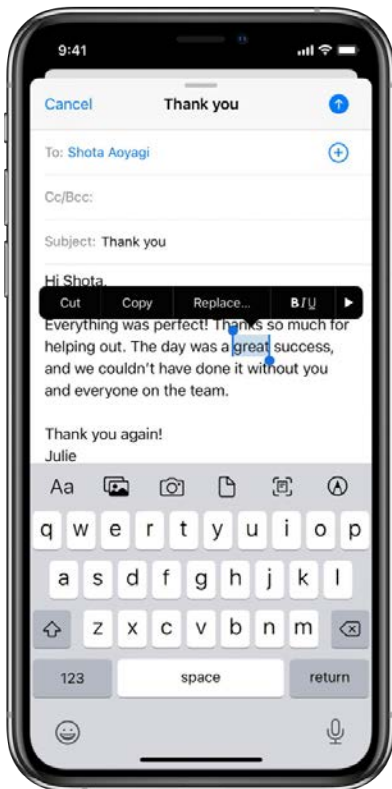 9:41
Cancel Thank you
To: Shota Aoyagi
Cc/Bcc:
Subject: Thank you
Hi Shota,
Cut Copy Replace... B I U
Everything was perfect! Thanks so much for
helping out. The day was a great success,
and we couldn't have done it without you
and everyone on the team.
Thank you again!
Julie
Aa
q w e r t y u i o p
a s d f g h j k l
z x c v b n m
123 space return